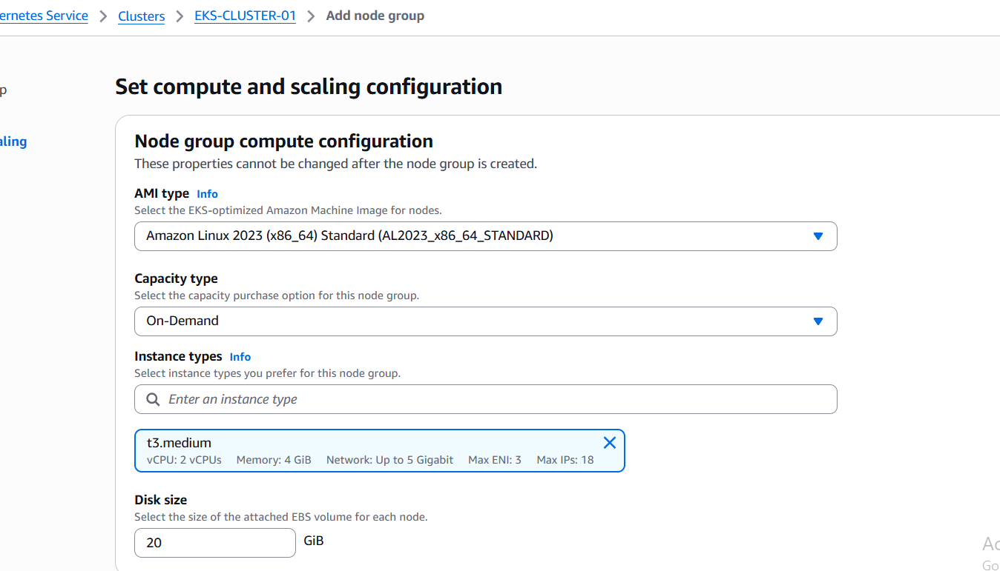 ernetes Service > Clusters > EKS-CLUSTER-01 > Add node group
p
aling
Set compute and scaling configuration
Node group compute configuration
These properties cannot be changed after the node group is created.
AMI type Info
Select the EKS-optimized Amazon Machine Image for nodes.
Amazon Linux 2023 (x86_64) Standard (AL2023_x86_64_STANDARD)
Capacity type
Select the capacity purchase option for this node group.
On-Demand
Instance types Info
Select instance types you prefer for this node group.
Enter an instance type
t3.medium
vCPU: 2 vCPUs Memory: 4 GiB Network: Up to 5 Gigabit Max ENI: 3 Max IPs: 18
Disk size
Select the size of the attached EBS volume for each node.
20 GiB
Ac
Go